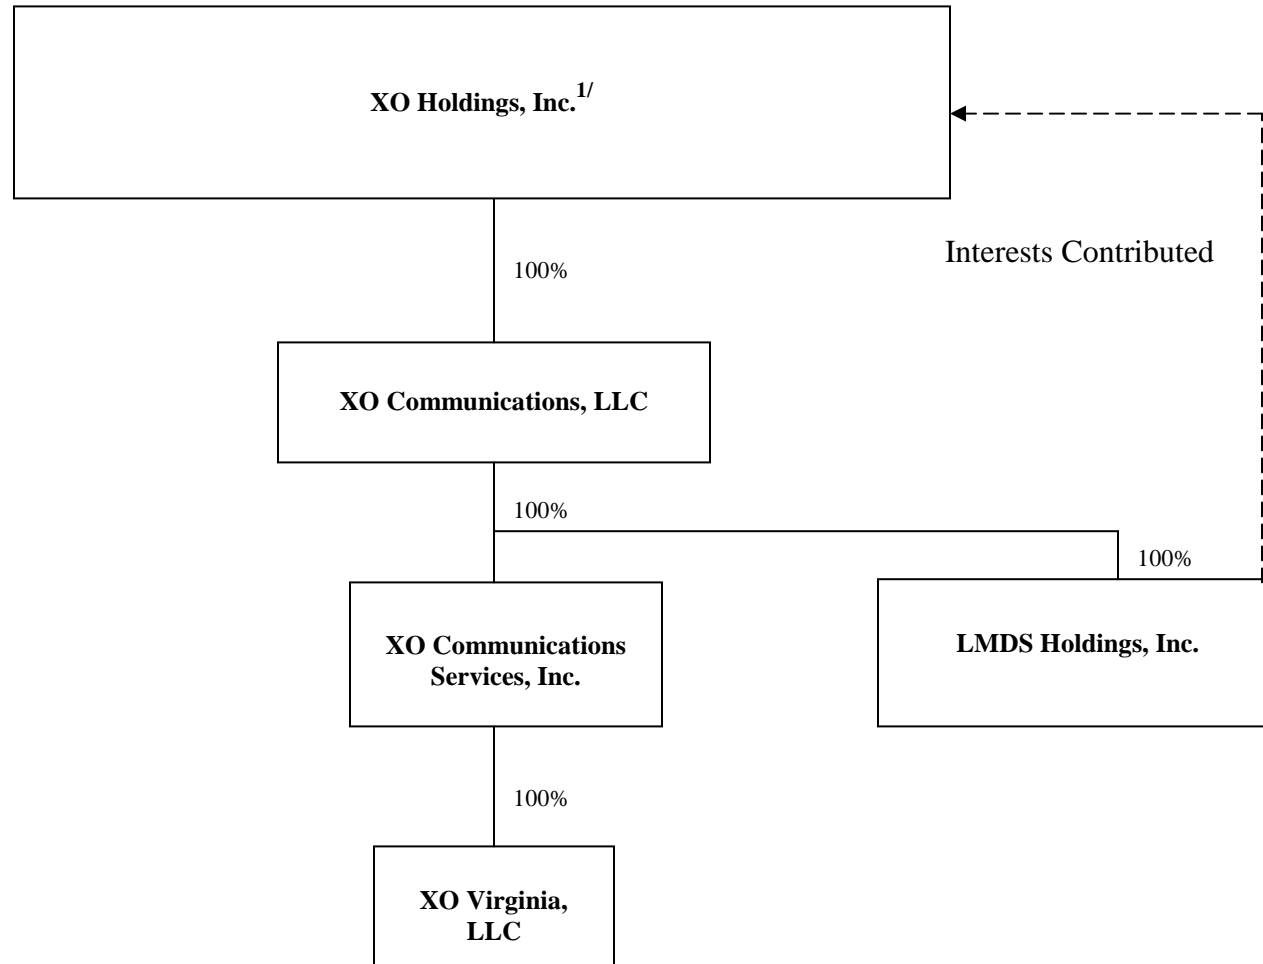 XO Holdings, Inc.1/
Interests Contributed
100%
XO Communications, LLC
100%
100%
XO Communications
Services, Inc.
LMDS Holdings, Inc.
100%
XO Virginia,
LLC